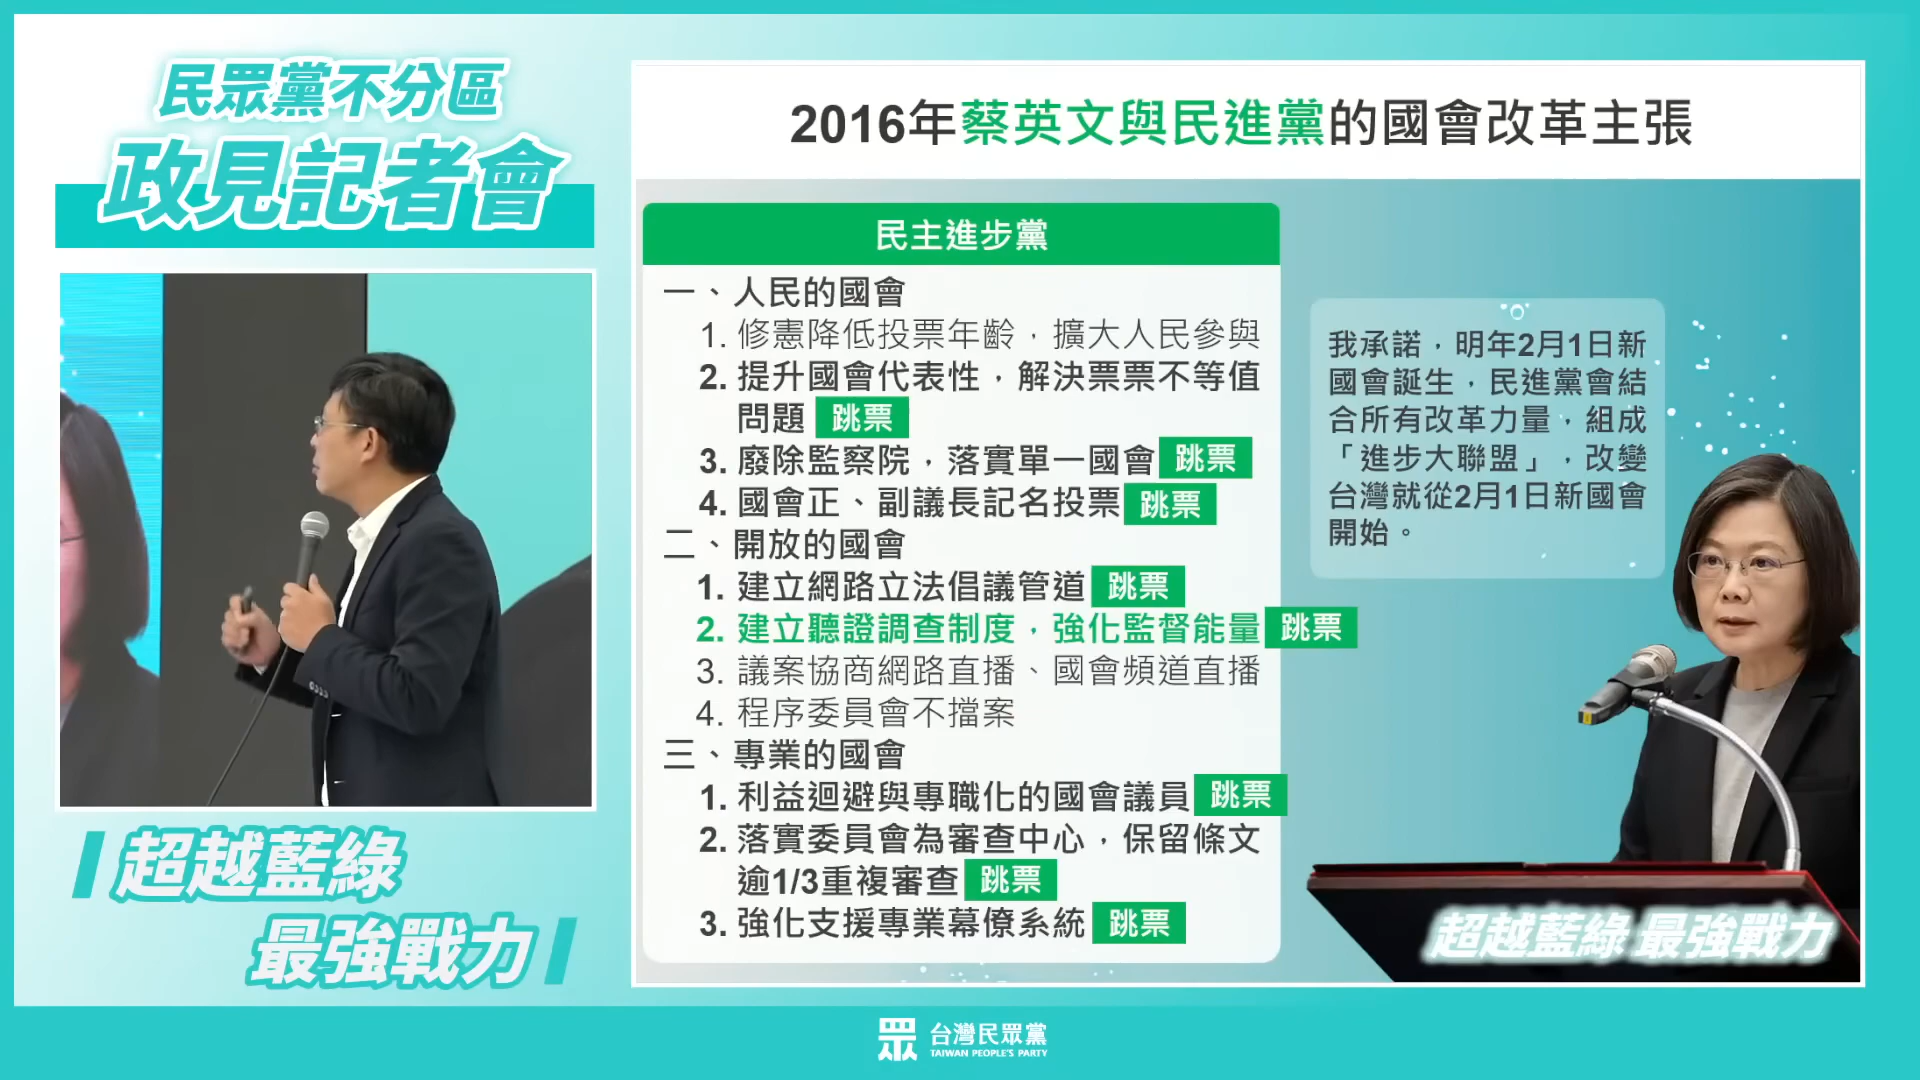 民眾黨不分區
政見記者會
超越藍綠
最強戰力
2016年蔡英文與民進黨的國會改革主張
民主進步黨
一、人民的國會
1. 修憲降低投票年齡，擴大人民參與
2. 提升國會代表性，解決票票不等值
問題 跳票
3. 廢除監察院，落實單一國會 跳票
4. 國會正、副議長記名投票 跳票
二、開放的國會
1. 建立網路立法倡議管道 跳票
2. 建立聽證調查制度，強化監督能量 跳票
3. 議案協商網路直播、國會頻道直播
4. 程序委員會不擋案
三、專業的國會
1. 利益迴避與專職化的國會議員 跳票
2. 落實委員會為審查中心，保留條文
逾1/3重複審查 跳票
3. 強化支援專業幕僚系統 跳票
我承諾，明年2月1日新
國會誕生，民進黨會結
合所有改革力量，組成
「進步大聯盟」，改變
台灣就從2月1日新國會
開始。
超越藍綠 最強戰力
眾 台灣民眾黨
TAIWAN PEOPLE'S PARTY